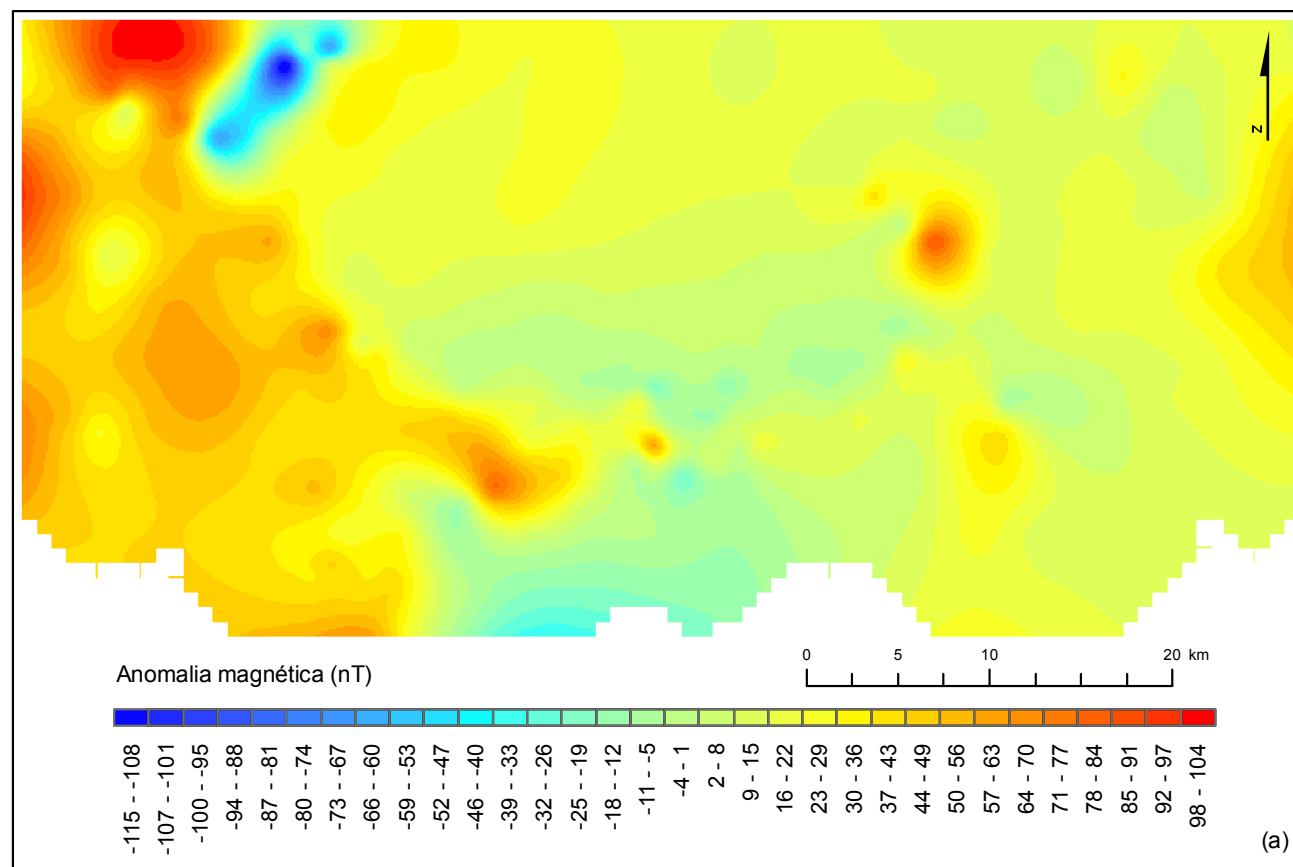 z
Anomalia magnética (nT)
0 5 10 20 km
-115 - -108
-107 - -101
-100 - -95
-94 - -88
-87 - -81
-80 - -74
-73 - -67
-66 - -60
-59 - -53
-52 - -47
-46 - -40
-39 - -33
-32 - -26
-25 - -19
-18 - -12
-11 - -5
-4 - 1
2 - 8
9 - 15
16 - 22
23 - 29
30 - 36
37 - 43
44 - 49
50 - 56
57 - 63
64 - 70
71 - 77
78 - 84
85 - 91
92 - 97
98 - 104
(a)